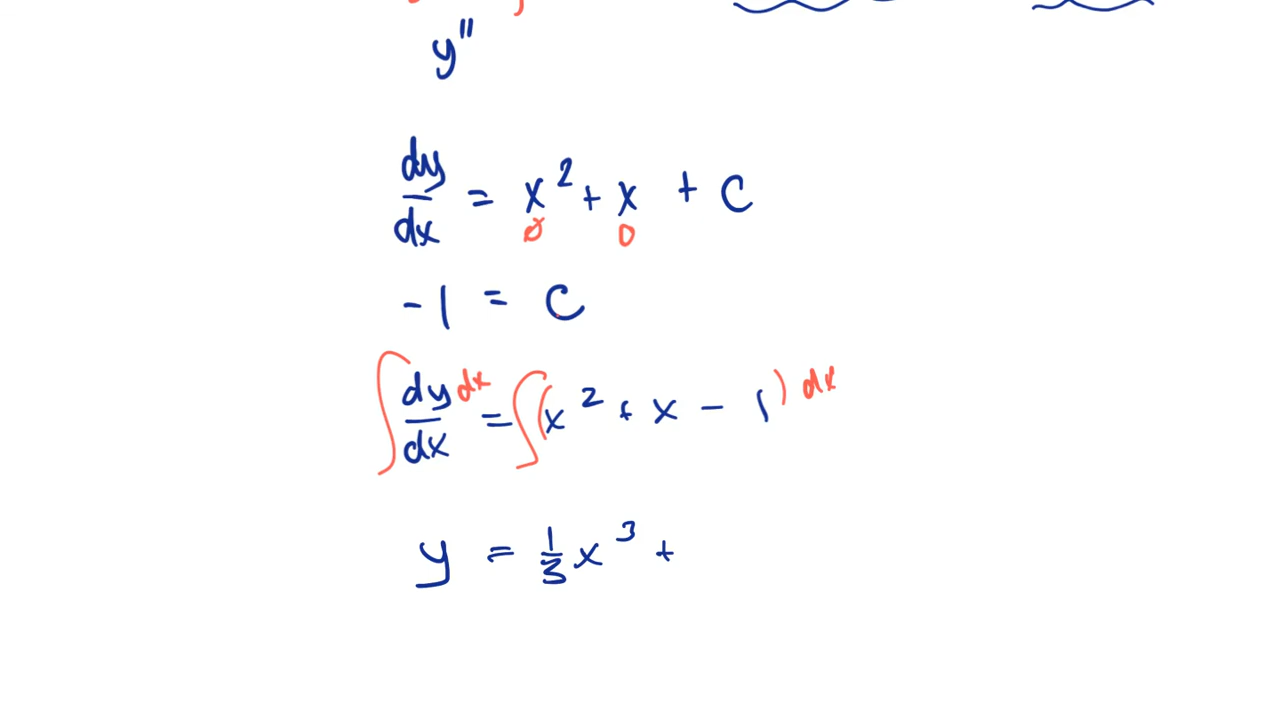 y''
dy/dx = x² + x + C
0 0
-1 = C
∫ dy/dx dx = ∫(x² + x - 1) dx
y = 1/3 x³ +